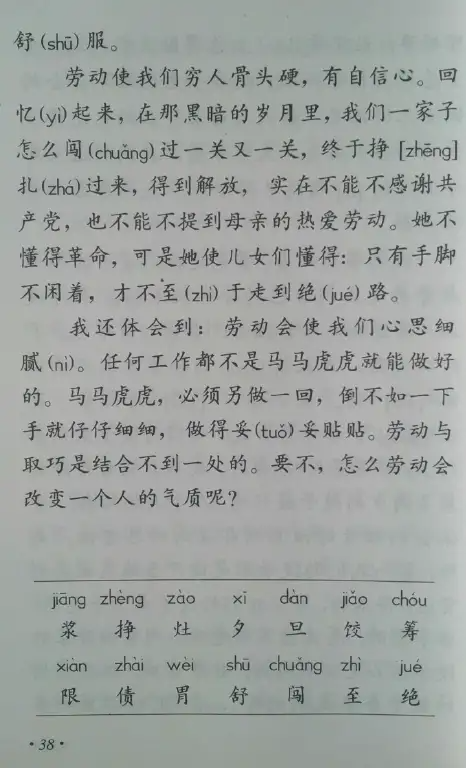 舒(shū)服。
劳动使我们穷人骨头硬，有自信心。回
忆(yì)起来，在那黑暗的岁月里，我们一家子
怎么闯(chuǎng)过一关又一关，终于挣[zhēng]
扎(zhá)过来，得到解放，实在不能不感谢共
产党，也不能不提到母亲的热爱劳动。她不
懂得革命，可是她使儿女们懂得：只有手脚
不闲着，才不至(zhì)于走到绝(jué)路。
我还体会到：劳动会使我们心思细
腻(nì)。任何工作都不是马马虎虎就能做好
的。马马虎虎，必须另做一回，倒不如一下
手就仔仔细细，做得妥(tuǒ)妥贴贴。劳动与
取巧是结合不到一处的。要不，怎么劳动会
改变一个人的气质呢？
jiāng zhèng zào xī dàn jiǎo chóu
浆 挣 灶 夕 旦 饺 筹
xiàn zhài wèi shū chuǎng zhì jué
限 债 胃 舒 闯 至 绝
·38·